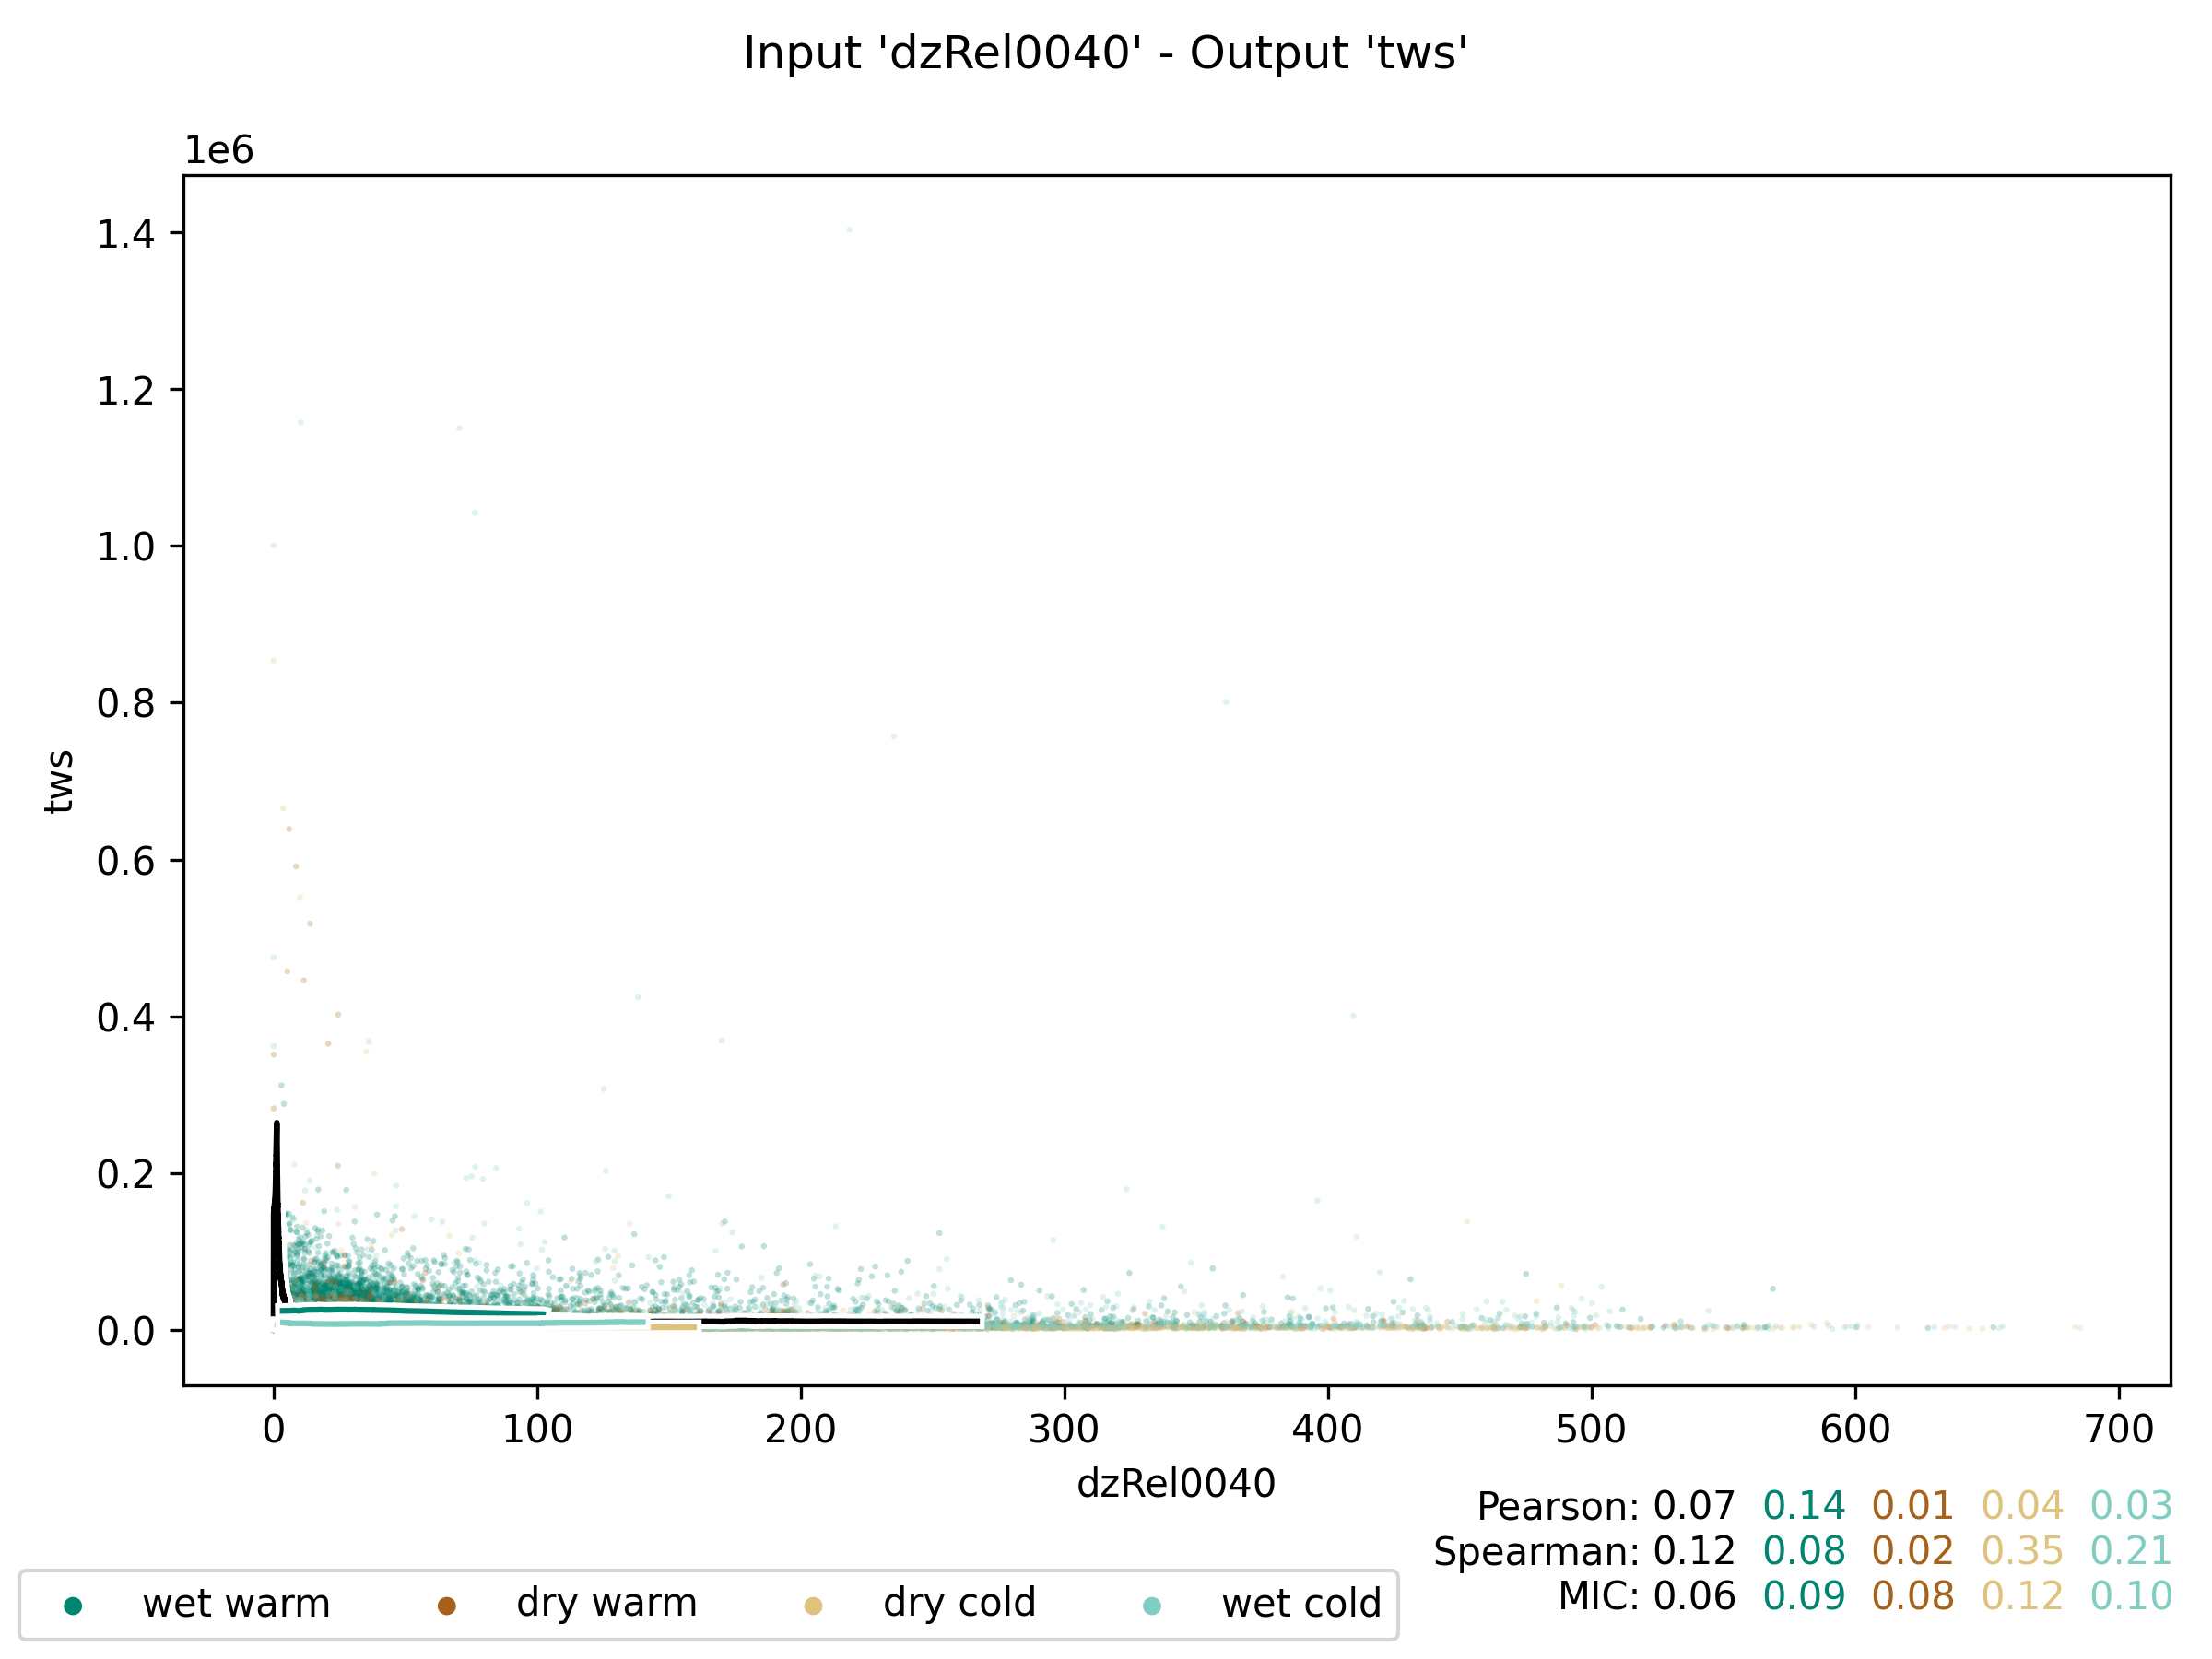 Input 'dzRel0040' - Output 'tws'
1e6
1.4
1.2
1.0
0.8
0.6
0.4
0.2
0.0
tws
0 100 200 300 400 500 600 700
dzRel0040
Pearson: 0.07 0.14 0.01 0.04 0.03
Spearman: 0.12 0.08 0.02 0.35 0.21
MIC: 0.06 0.09 0.08 0.12 0.10
wet warm dry warm dry cold wet cold